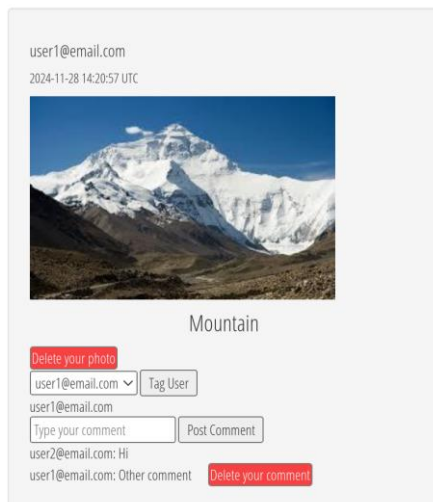 user1@email.com
2024-11-28 14:20:57 UTC
Mountain
Delete your photo
user1@email.com Tag User
user1@email.com
Type your comment Post Comment
user2@email.com: Hi
user1@email.com: Other comment Delete your comment